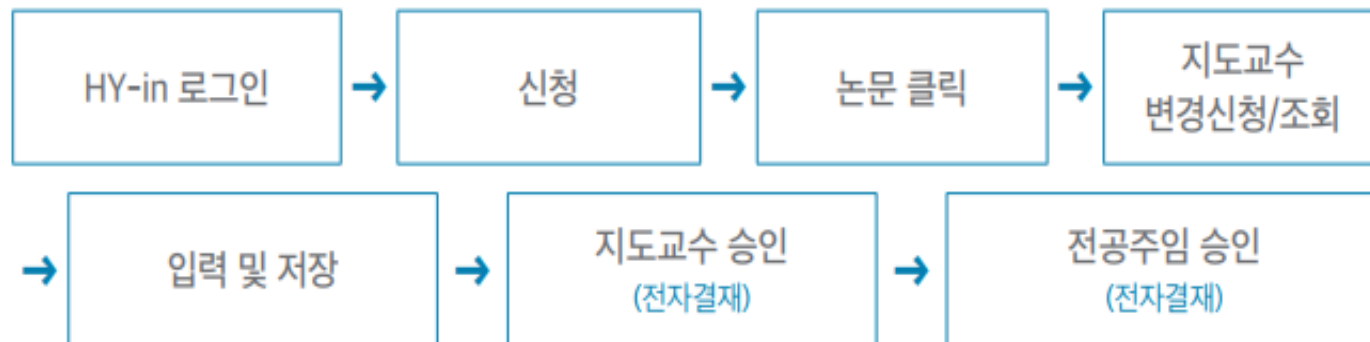 HY-in 로그인 → 신청 → 논문 클릭 → 지도교수
변경신청/조회
→ 입력 및 저장 → 지도교수 승인 → 전공주임 승인
(전자결재) (전자결재)